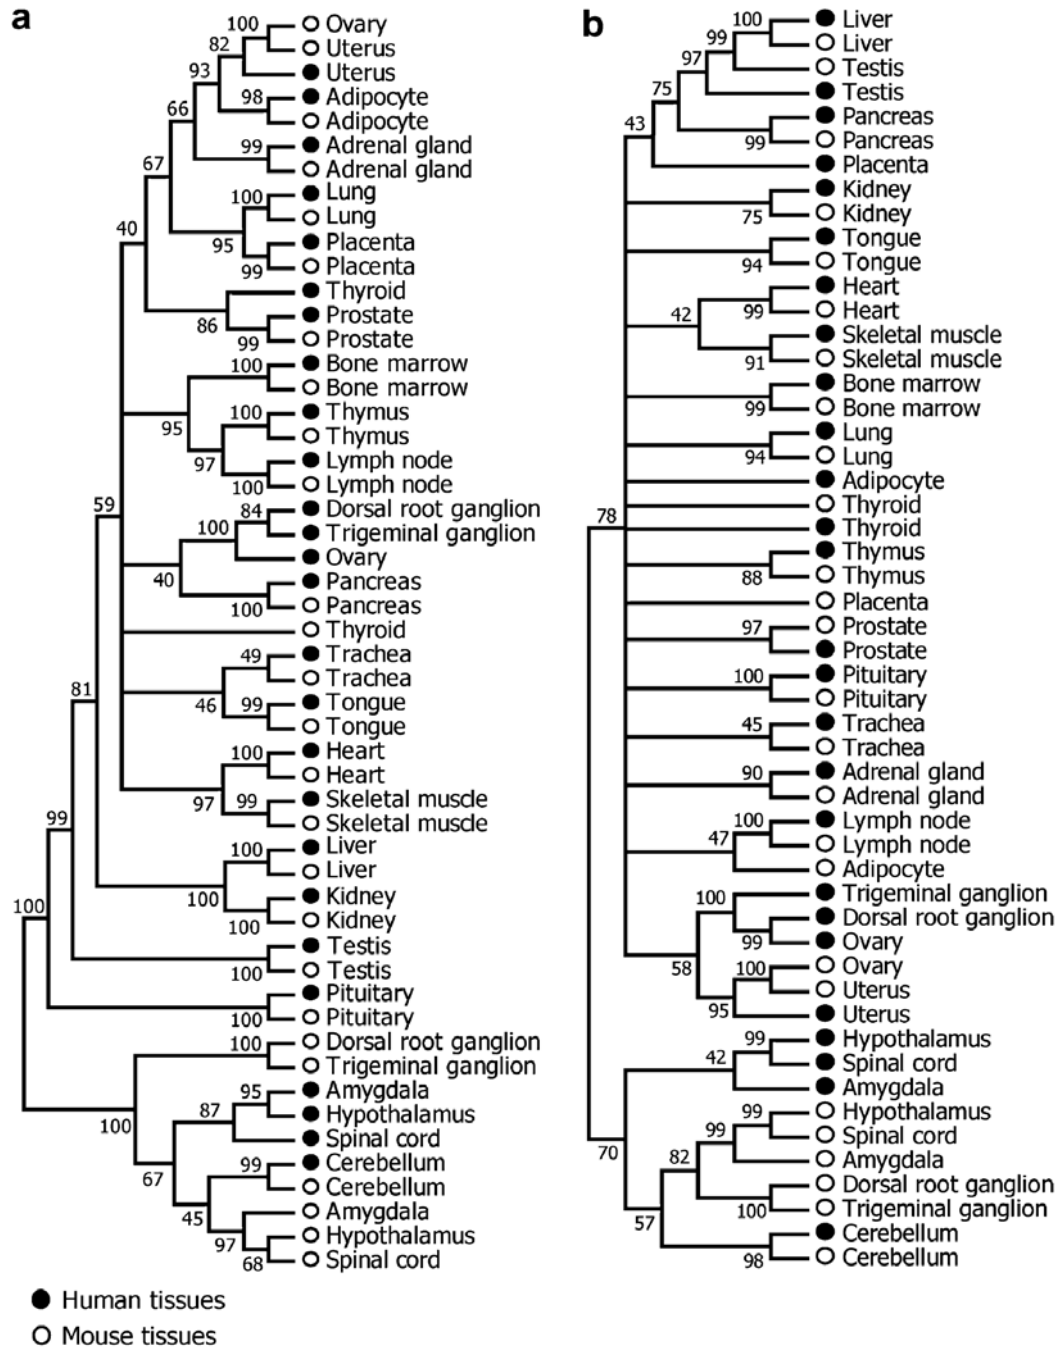 a
100
Ovary
Uterus
82
Uterus
93
98
Adipocyte
Adipocyte
66
99
Adrenal gland
Adrenal gland
67
100
Lung
Lung
40
95
Placenta
99
Placenta
Thyroid
86
Prostate
99
Prostate
100
Bone marrow
Bone marrow
95
100
Thymus
Thymus
97
Lymph node
100
Lymph node
59
84
Dorsal root ganglion
100
Trigeminal ganglion
Ovary
40
Pancreas
100
Pancreas
Thyroid
49
Trachea
Trachea
81
46
99
Tongue
Tongue
100
Heart
Heart
97
99
Skeletal muscle
Skeletal muscle
99
100
Liver
Liver
100
Kidney
100
Kidney
100
Testis
100
Testis
Pituitary
100
Pituitary
100
Dorsal root ganglion
Trigeminal ganglion
100
95
Amygdala
87
Hypothalamus
Spinal cord
67
99
Cerebellum
Cerebellum
45
Amygdala
97
Hypothalamus
68
Spinal cord
Human tissues
Mouse tissues
b
100
Liver
99
Liver
97
Testis
75
Testis
Pancreas
43
99
Pancreas
Placenta
Kidney
75
Kidney
Tongue
94
Tongue
Heart
42
99
Heart
Skeletal muscle
91
Skeletal muscle
Bone marrow
99
Bone marrow
Lung
94
Lung
Adipocyte
Thyroid
78
Thyroid
Thymus
88
Thymus
Placenta
97
Prostate
Prostate
100
Pituitary
Pituitary
45
Trachea
Trachea
90
Adrenal gland
Adrenal gland
100
Lymph node
47
Lymph node
Adipocyte
100
Trigeminal ganglion
Dorsal root ganglion
99
Ovary
58
100
Ovary
Uterus
95
Uterus
99
Hypothalamus
42
Spinal cord
Amygdala
70
99
Hypothalamus
99
Spinal cord
82
Amygdala
Dorsal root ganglion
100
Trigeminal ganglion
57
Cerebellum
98
Cerebellum